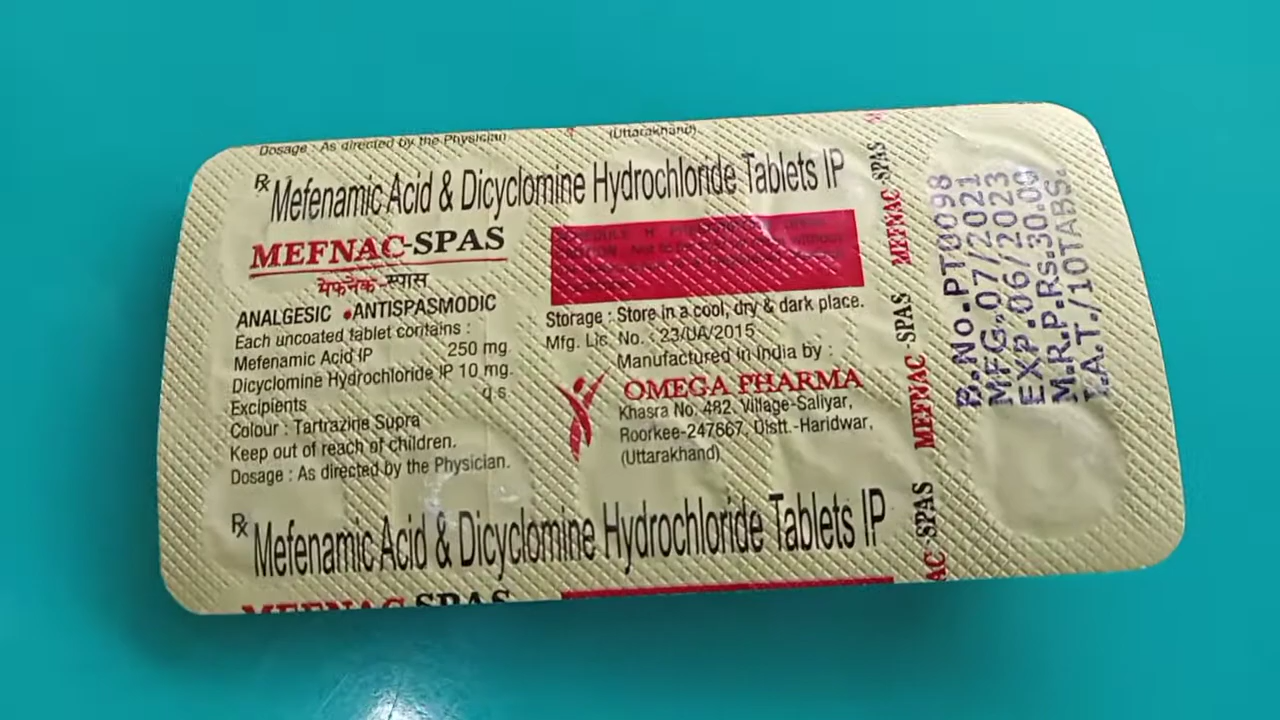 Dosage : As directed by the Physician
(Uttarakhand)
Rx Mefenamic Acid & Dicyclomine Hydrochloride Tablets IP
MEFNAC-SPAS
मेफनेक-स्पास
ANALGESIC •ANTISPASMODIC
Each uncoated tablet contains :
Mefenamic Acid IP 250 mg.
Dicyclomine Hydrochloride IP 10 mg.
Excipients q.s.
Colour : Tartrazine Supra
Keep out of reach of children.
Dosage : As directed by the Physician.
SCHEDULE H
without
Storage : Store in a cool, dry & dark place.
Mfg. Lic. No. : 23/UA/2015
Manufactured in India by :
OMEGA PHARMA
Khasra No. 482, Village-Saliyar,
Roorkee-247667, Distt.-Haridwar,
(Uttarakhand)
Rx Mefenamic Acid & Dicyclomine Hydrochloride Tablets IP
MEFNAC-SPAS
MEFNAC-SPAS
MEFNAC-SPAS
AC-SPAS
B.No.PT0098
MFG.07/2021
EXP.06/2023
M.R.P.Rs.30.00
I.A.T./10TABS.